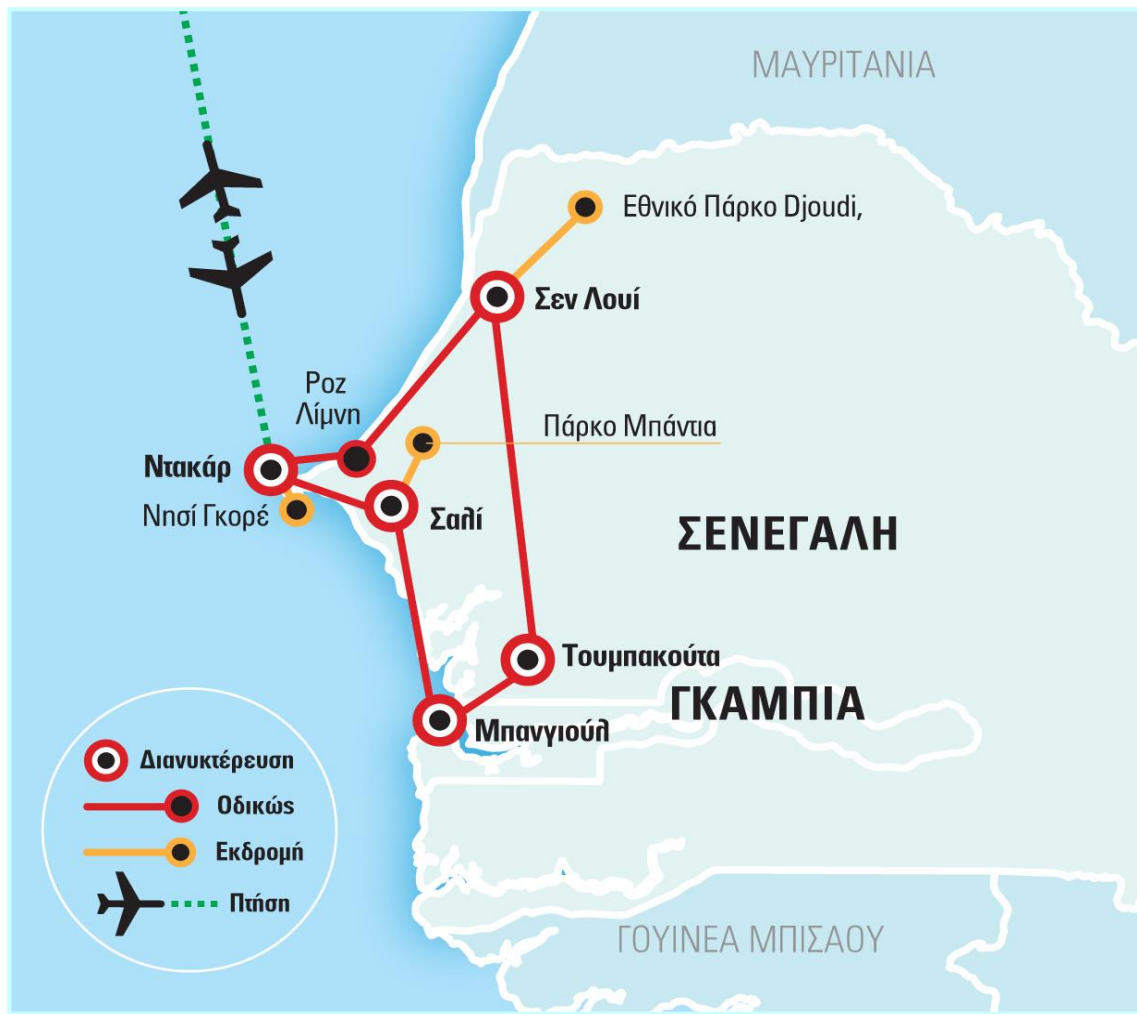 ΜΑΥΡΙΤΑΝΙΑ
Εθνικό Πάρκο Djoudi,
Σεν Λουί
Ροz
Λίμνη
Πάρκο Μπάντια
Ντακάρ
Νησί Γκορέ
Σαλί
ΣΕΝΕΓΑΛΗ
Τουμπακούτα
ΓΚΑΜΠΙΑ
Μπανγιούλ
Διανυκτέρευση
Οδικώς
Εκδρομή
Πτήση
ΓΟΥΙΝΕΑ ΜΠΙΣΑΟΥ